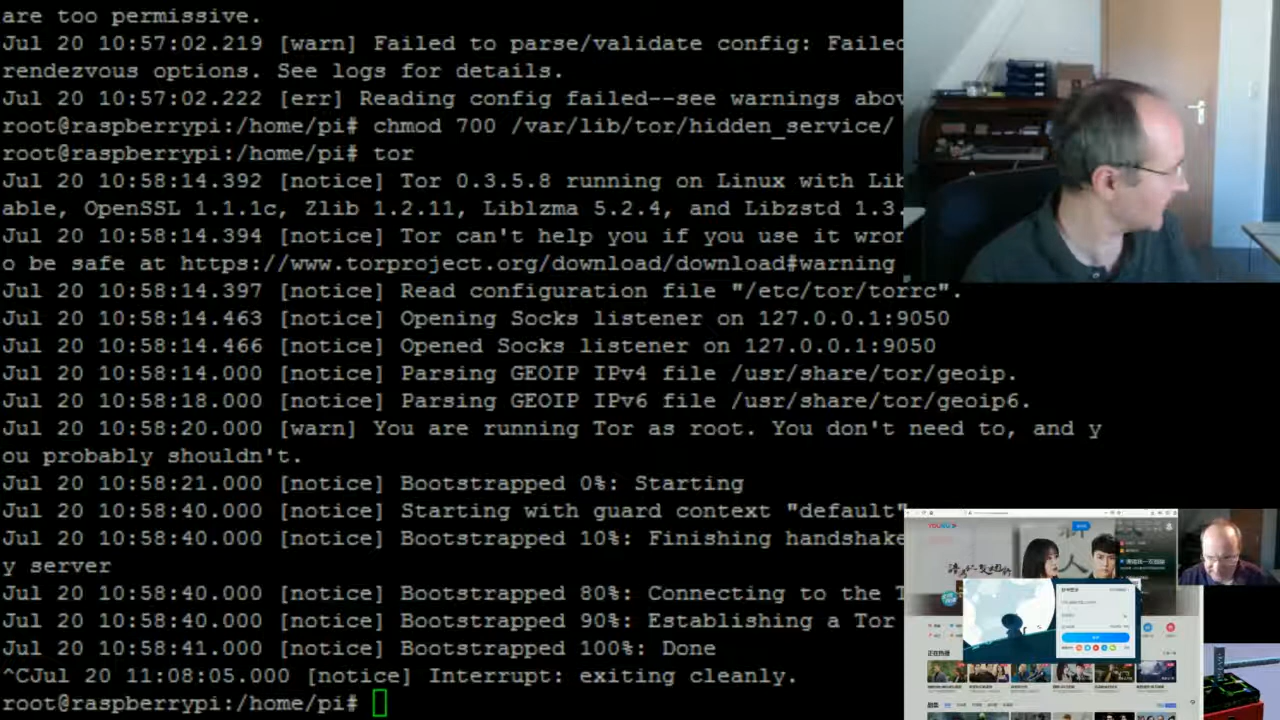 are too permissive.
Jul 20 10:57:02.219 [warn] Failed to parse/validate config: Failed
rendezvous options. See logs for details.
Jul 20 10:57:02.222 [err] Reading config failed--see warnings abov
root@raspberrypi:/home/pi# chmod 700 /var/lib/tor/hidden_service/
root@raspberrypi:/home/pi# tor
Jul 20 10:58:14.392 [notice] Tor 0.3.5.8 running on Linux with Lib
able, OpenSSL 1.1.1c, Zlib 1.2.11, Liblzma 5.2.4, and Libzstd 1.3.
Jul 20 10:58:14.394 [notice] Tor can't help you if you use it wron
o be safe at https://www.torproject.org/download/download#warning
Jul 20 10:58:14.397 [notice] Read configuration file "/etc/tor/torrc".
Jul 20 10:58:14.463 [notice] Opening Socks listener on 127.0.0.1:9050
Jul 20 10:58:14.466 [notice] Opened Socks listener on 127.0.0.1:9050
Jul 20 10:58:14.000 [notice] Parsing GEOIP IPv4 file /usr/share/tor/geoip.
Jul 20 10:58:18.000 [notice] Parsing GEOIP IPv6 file /usr/share/tor/geoip6.
Jul 20 10:58:20.000 [warn] You are running Tor as root. You don't need to, and y
ou probably shouldn't.
Jul 20 10:58:21.000 [notice] Bootstrapped 0%: Starting
Jul 20 10:58:40.000 [notice] Starting with guard context "default"
Jul 20 10:58:40.000 [notice] Bootstrapped 10%: Finishing handshake
y server
Jul 20 10:58:40.000 [notice] Bootstrapped 80%: Connecting to the T
Jul 20 10:58:40.000 [notice] Bootstrapped 90%: Establishing a Tor
Jul 20 10:58:41.000 [notice] Bootstrapped 100%: Done
^CJul 20 11:08:05.000 [notice] Interrupt: exiting cleanly.
root@raspberrypi:/home/pi#
YOUKU